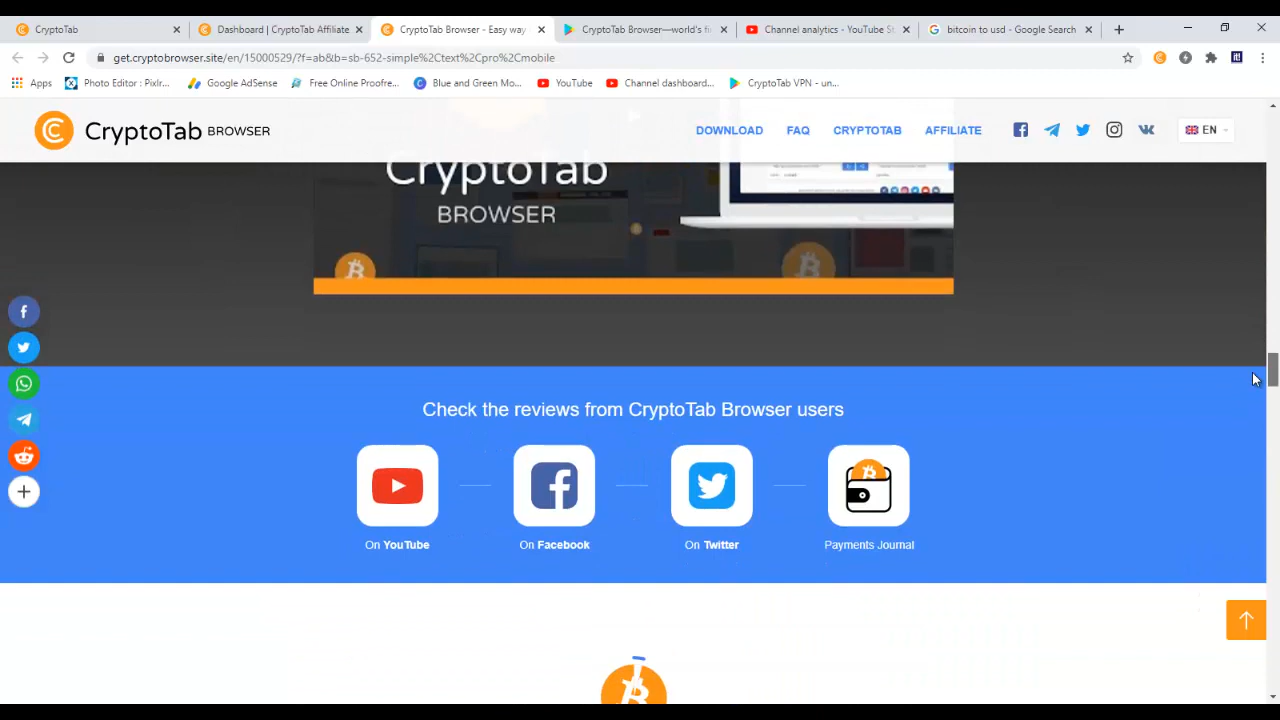 CryptoTab
Dashboard | CryptoTab Affiliate
CryptoTab Browser - Easy way
CryptoTab Browser—world's f
Channel analytics - YouTube St
bitcoin to usd - Google Search
get.cryptobrowser.site/en/15000529/?f=ab&b=sb-652-simple%2Ctext%2Cpro%2Cmobile
Apps
Photo Editor : Pixlr...
Google AdSense
Free Online Proofre...
Blue and Green Mo...
YouTube
Channel dashboard...
CryptoTab VPN - un...
CryptoTab BROWSER
DOWNLOAD
FAQ
CRYPTOTAB
AFFILIATE
EN
CryptoTab
BROWSER
Check the reviews from CryptoTab Browser users
On YouTube
On Facebook
On Twitter
Payments Journal